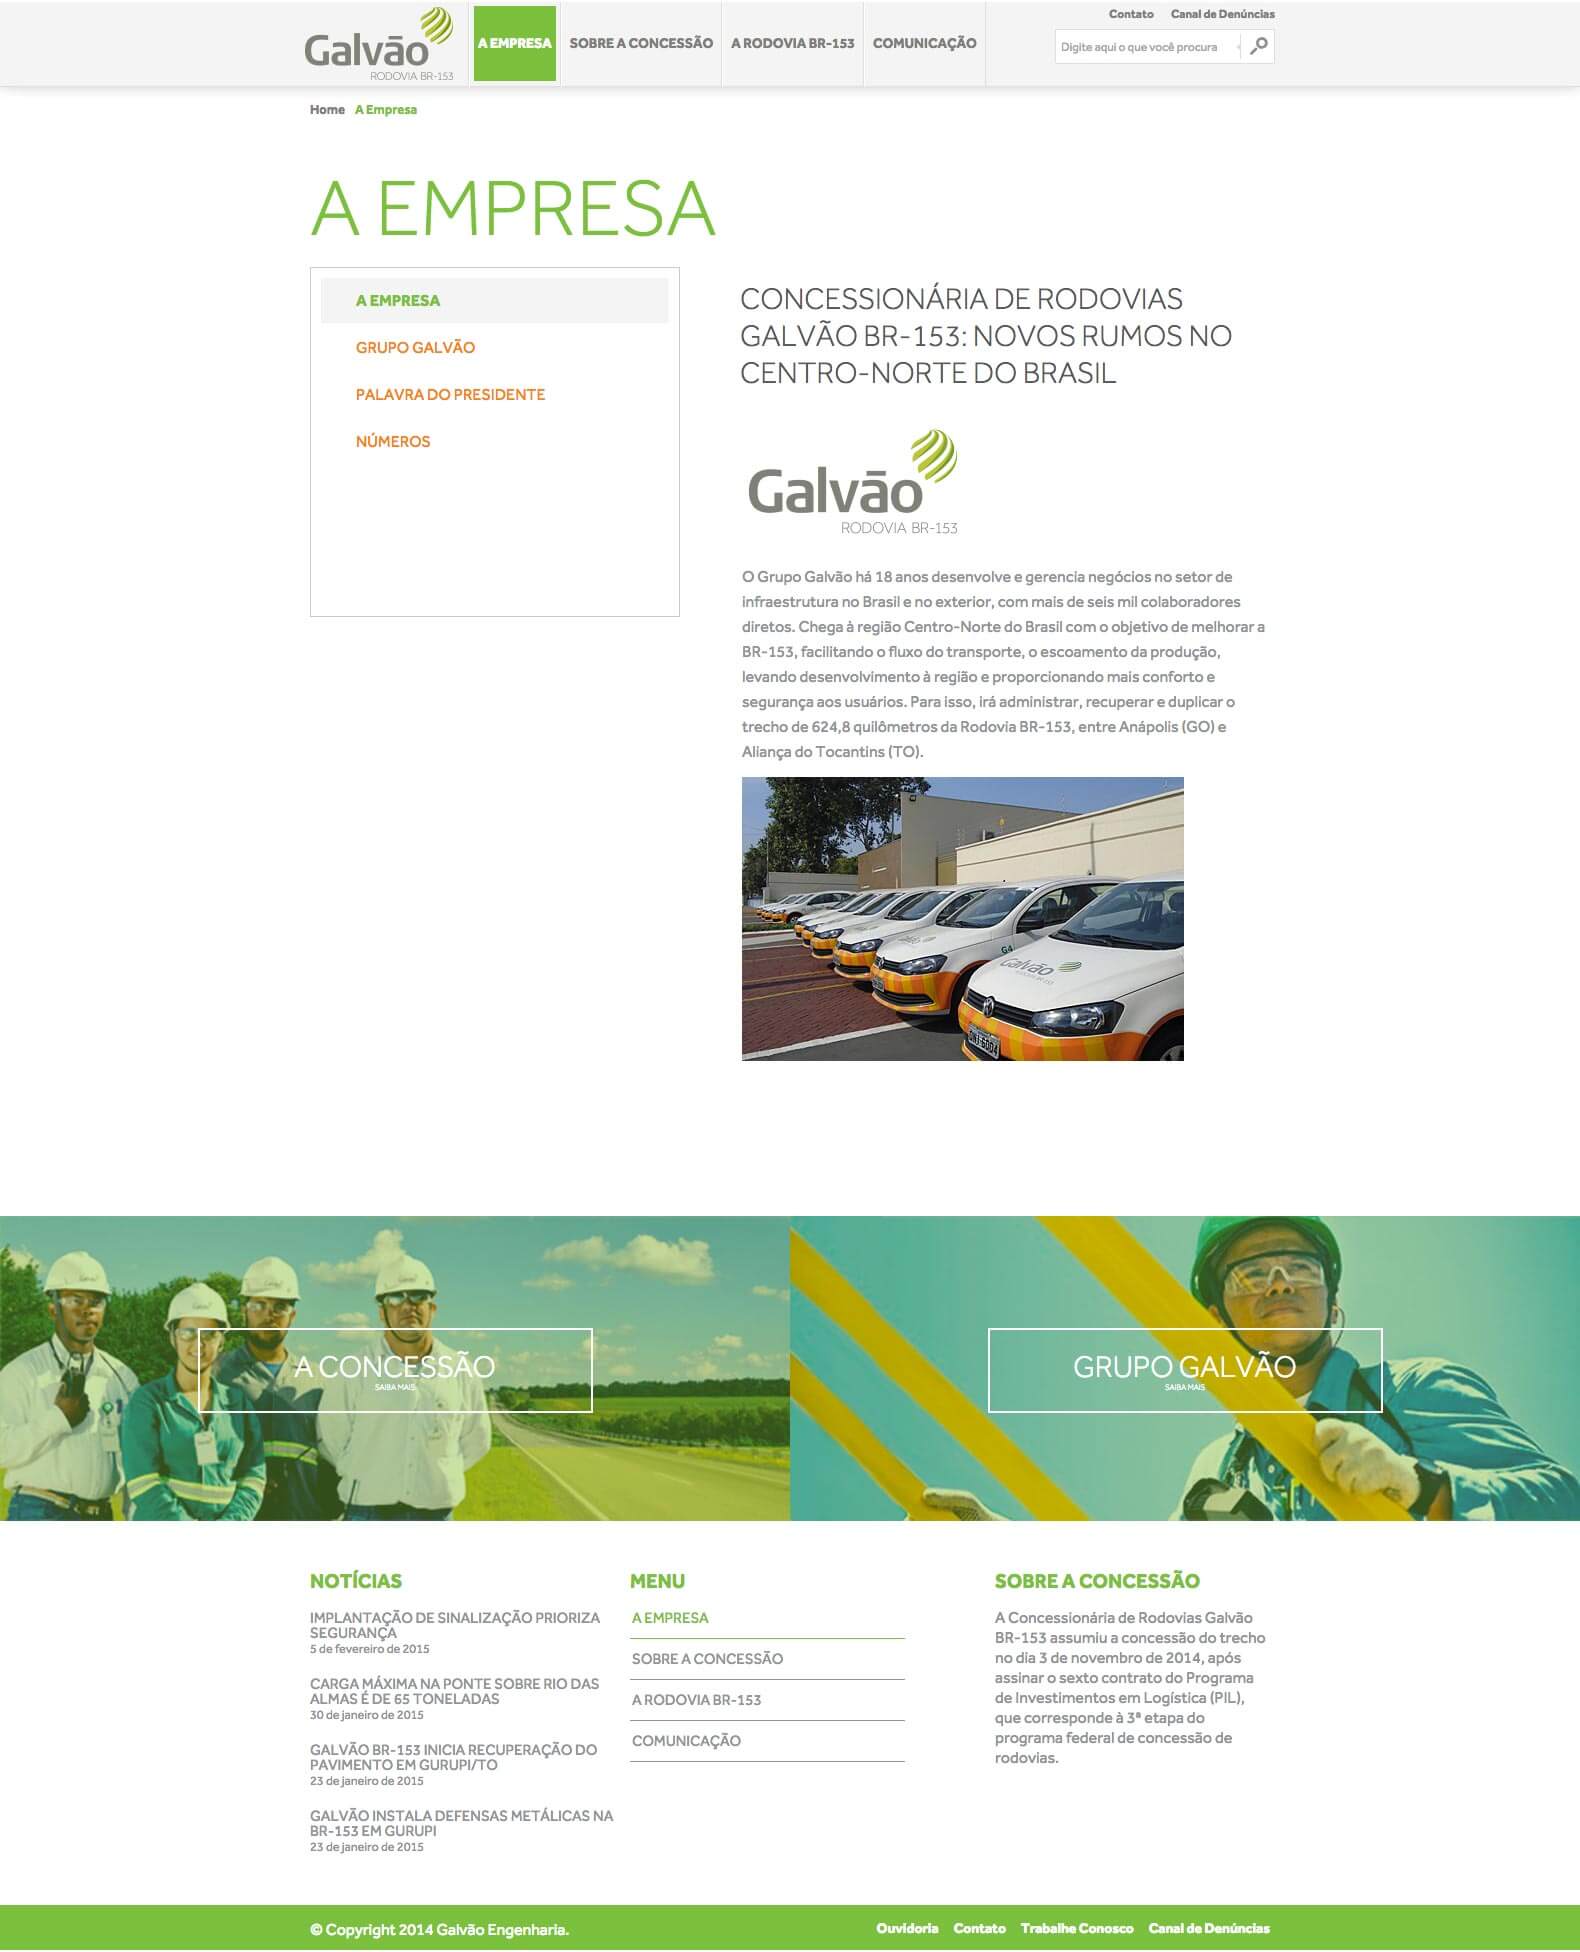 Galvão
RODOVIA BR-153
A EMPRESA
SOBRE A CONCESSÃO
A RODOVIA BR-153
COMUNICAÇÃO
Contato Canal de Denúncias
Digite aqui o que você procura
Home A Empresa
A EMPRESA
A EMPRESA
GRUPO GALVÃO
PALAVRA DO PRESIDENTE
NÚMEROS
CONCESSIONÁRIA DE RODOVIAS
GALVÃO BR-153: NOVOS RUMOS NO
CENTRO-NORTE DO BRASIL
Galvão
RODOVIA BR-153
O Grupo Galvão há 18 anos desenvolve e gerencia negócios no setor de
infraestrutura no Brasil e no exterior, com mais de seis mil colaboradores
diretos. Chega à região Centro-Norte do Brasil com o objetivo de melhorar a
BR-153, facilitando o fluxo do transporte, o escoamento da produção,
levando desenvolvimento à região e proporcionando mais conforto e
segurança aos usuários. Para isso, irá administrar, recuperar e duplicar o
trecho de 624,8 quilômetros da Rodovia BR-153, entre Anápolis (GO) e
Aliança do Tocantins (TO).
G4
Galvão
A CONCESSÃO
SAIBA MAIS
GRUPO GALVÃO
SAIBA MAIS
NOTÍCIAS
IMPLANTAÇÃO DE SINALIZAÇÃO PRIORIZA
SEGURANÇA
5 de fevereiro de 2015
CARGA MÁXIMA NA PONTE SOBRE RIO DAS
ALMAS É DE 65 TONELADAS
30 de janeiro de 2015
GALVÃO BR-153 INICIA RECUPERAÇÃO DO
PAVIMENTO EM GURUPI/TO
23 de janeiro de 2015
GALVÃO INSTALA DEFENSAS METÁLICAS NA
BR-153 EM GURUPI
23 de janeiro de 2015
MENU
A EMPRESA
SOBRE A CONCESSÃO
A RODOVIA BR-153
COMUNICAÇÃO
SOBRE A CONCESSÃO
A Concessionária de Rodovias Galvão
BR-153 assumiu a concessão do trecho
no dia 3 de novembro de 2014, após
assinar o sexto contrato do Programa
de Investimentos em Logística (PIL),
que corresponde à 3ª etapa do
programa federal de concessão de
rodovias.
© Copyright 2014 Galvão Engenharia.
Ouvidoria Contato Trabalhe Conosco Canal de Denúncias